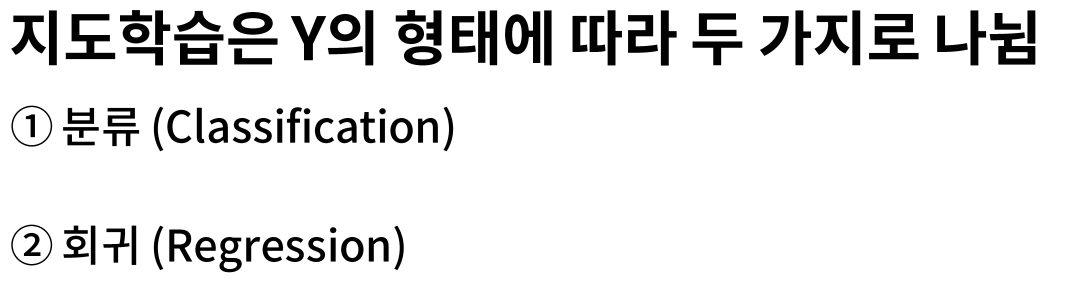 지도학습은 Y의 형태에 따라 두 가지로 나뉨
① 분류 (Classification)
② 회귀 (Regression)